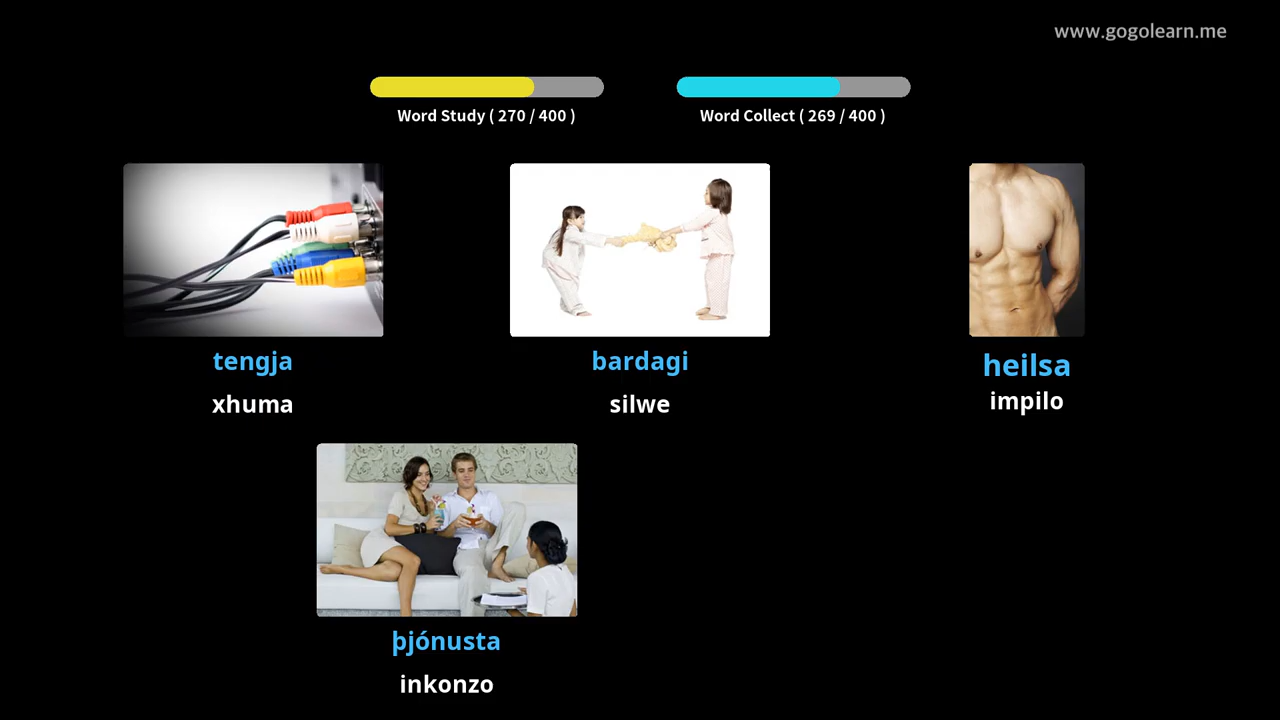 www.gogolearn.me
Word Study ( 270 / 400 )
Word Collect ( 269 / 400 )
tengja
xhuma
bardagi
silwe
heilsa
impilo
þjónusta
inkonzo